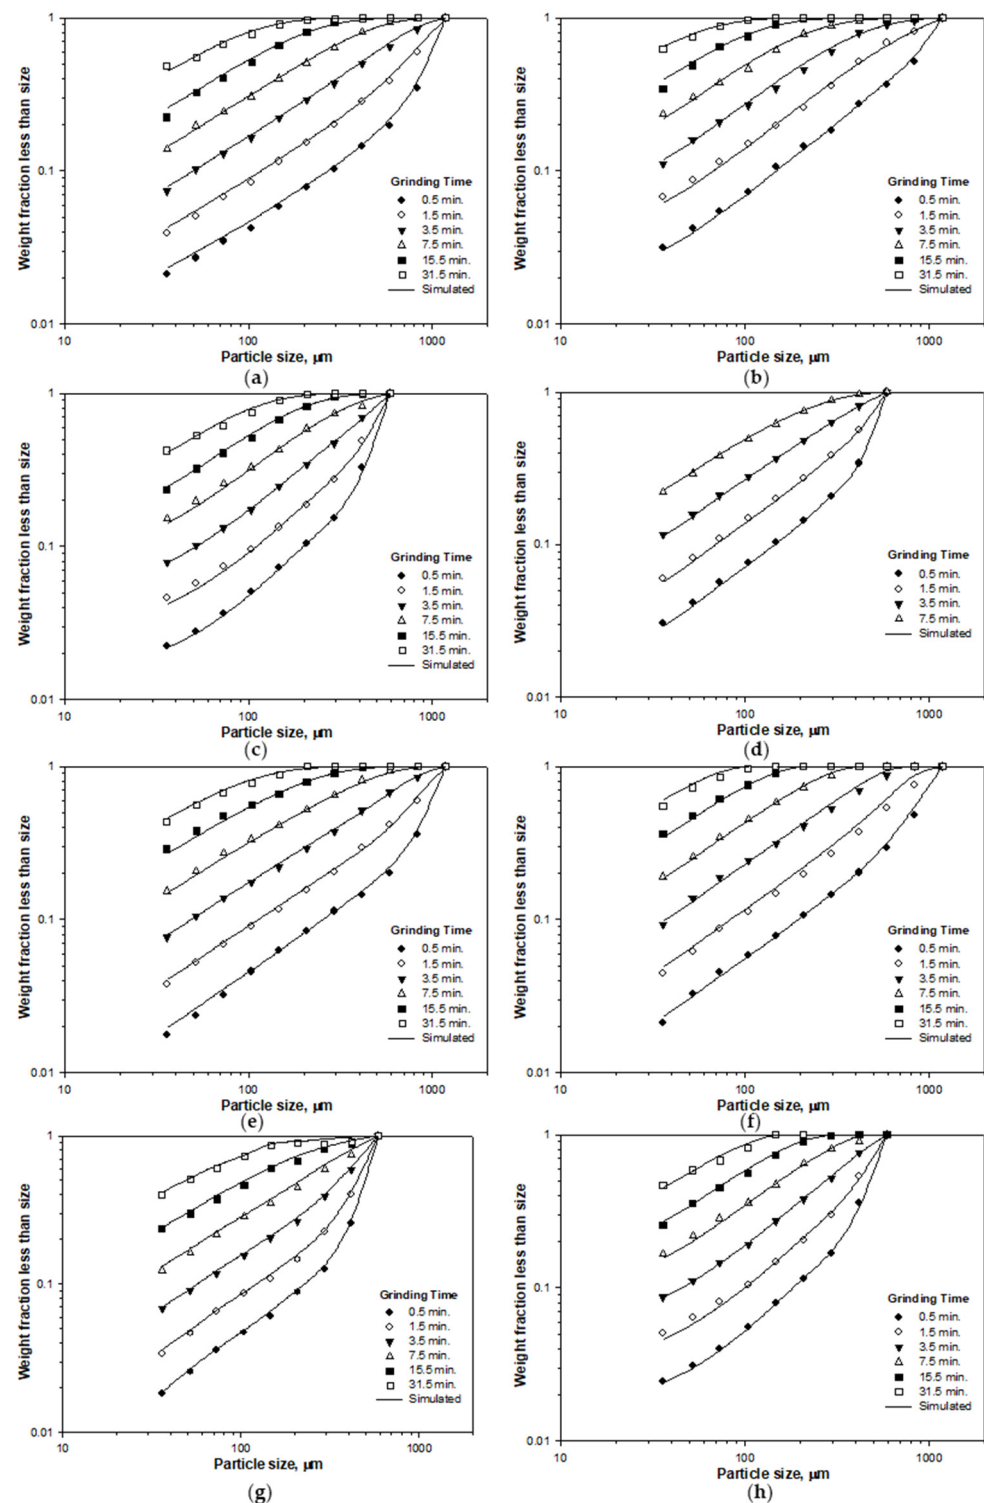 Weight fraction less than size
1
0.1
0.01
Grinding Time
0.5 min.
1.5 min.
3.5 min.
7.5 min.
15.5 min.
31.5 min.
Simulated
10
100
1000
Particle size, μm
(a)
Weight fraction less than size
1
0.1
0.01
Grinding Time
0.5 min.
1.5 min.
3.5 min.
7.5 min.
15.5 min.
31.5 min.
Simulated
10
100
1000
Particle size, μm
(b)
Weight fraction less than size
1
0.1
0.01
Grinding Time
0.5 min.
1.5 min.
3.5 min.
7.5 min.
15.5 min.
31.5 min.
Simulated
10
100
1000
Particle size, μm
(c)
Weight fraction less than size
1
0.1
0.01
Grinding Time
0.5 min.
1.5 min.
3.5 min.
7.5 min.
Simulated
10
100
1000
Particle size, μm
(d)
Weight fraction less than size
1
0.1
0.01
Grinding Time
0.5 min.
1.5 min.
3.5 min.
7.5 min.
15.5 min.
31.5 min.
Simulated
10
100
1000
Particle size, μm
(e)
Weight fraction less than size
1
0.1
0.01
Grinding Time
0.5 min.
1.5 min.
3.5 min.
7.5 min.
15.5 min.
31.5 min.
Simulated
10
100
1000
Particle size, μm
(f)
Weight fraction less than size
1
0.1
0.01
Grinding Time
0.5 min.
1.5 min.
3.5 min.
7.5 min.
15.5 min.
31.5 min.
Simulated
10
100
1000
Particle size, μm
(g)
Weight fraction less than size
1
0.1
0.01
Grinding Time
0.5 min.
1.5 min.
3.5 min.
7.5 min.
15.5 min.
31.5 min.
Simulated
10
100
1000
Particle size, μm
(h)